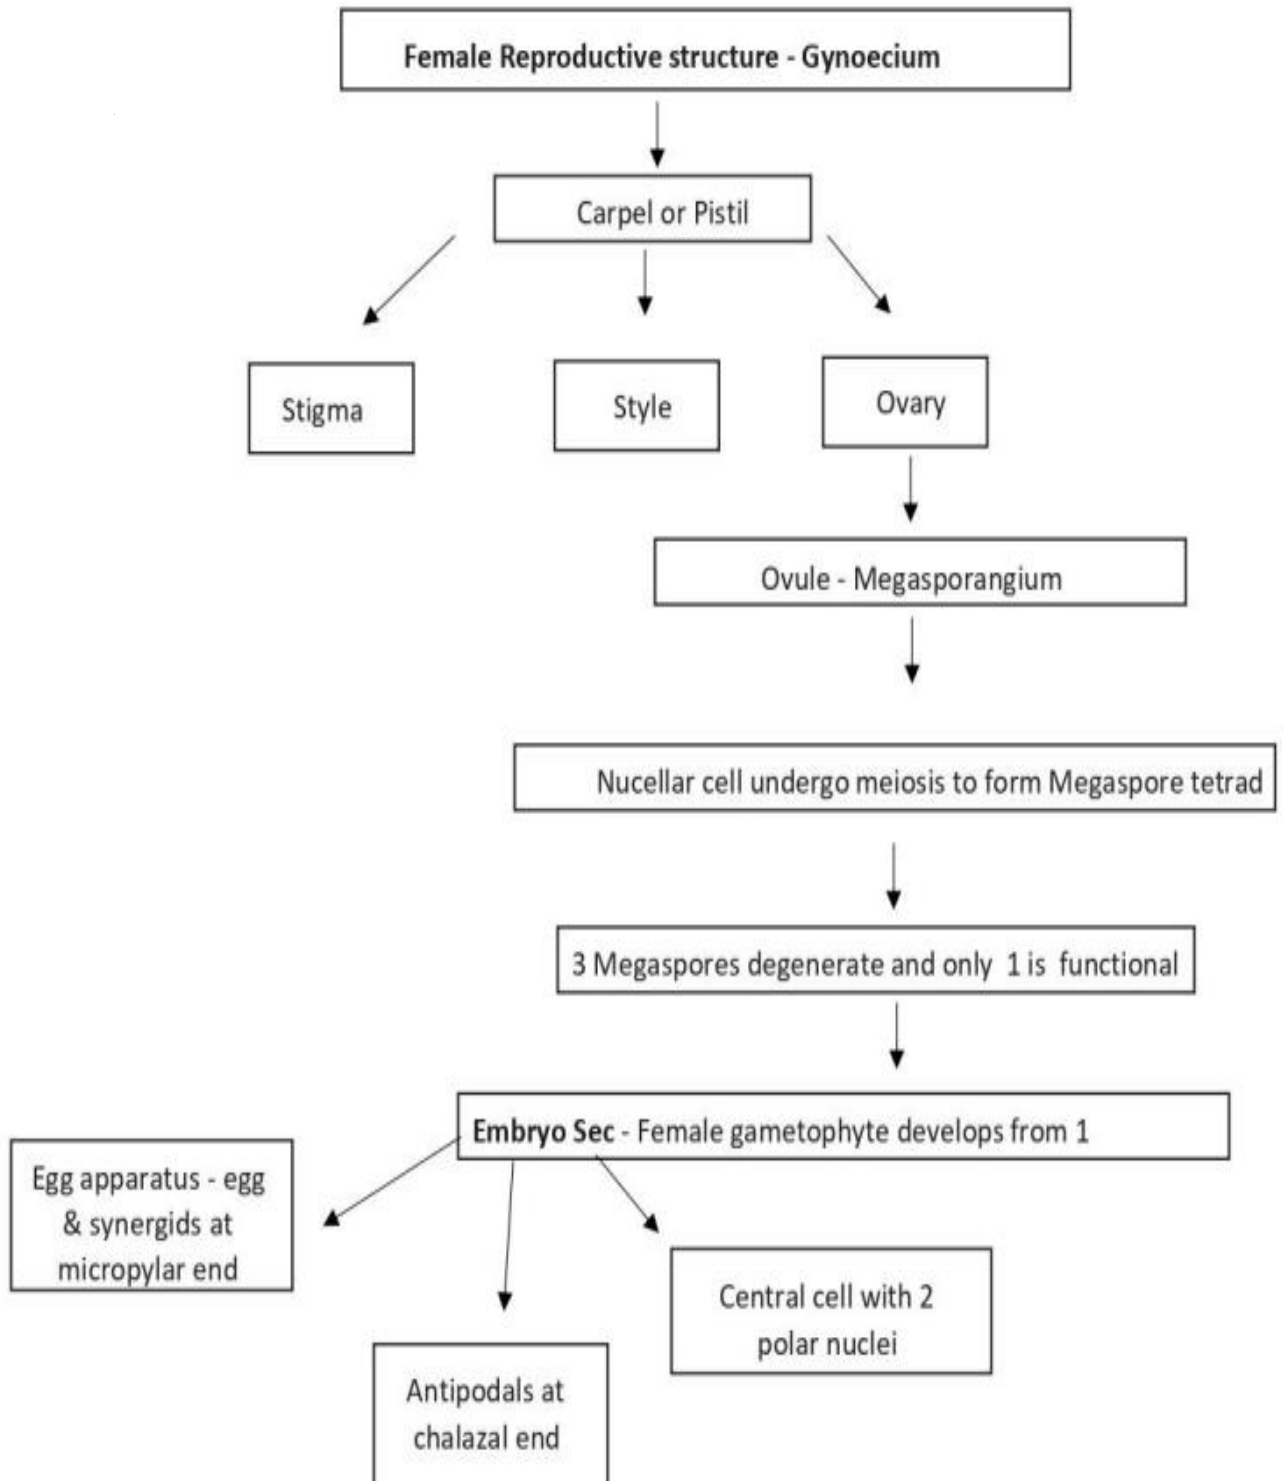 Female Reproductive structure - Gynoecium
Carpel or Pistil
Stigma
Style
Ovary
Ovule - Megasporangium
Nucellar cell undergo meiosis to form Megaspore tetrad
3 Megaspores degenerate and only 1 is functional
Embryo Sec - Female gametophyte develops from 1
Egg apparatus - egg
& synergids at
micropylar end
Central cell with 2
polar nuclei
Antipodals at
chalazal end